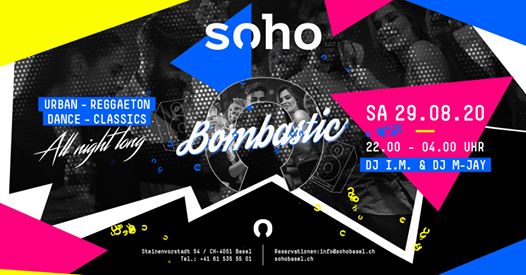 soho
URBAN - REGGAETON
DANCE - CLASSICS
All night long
Bombastic
SA 29.08.20
22.00 - 04.00 UHR
DJ I.M. & DJ M-JAY
Steinenvorstadt 54 / CH-4051 Basel
Tel.: +41 61 535 55 01
Reservationen: info@sohobasel.ch
sohobasel.ch